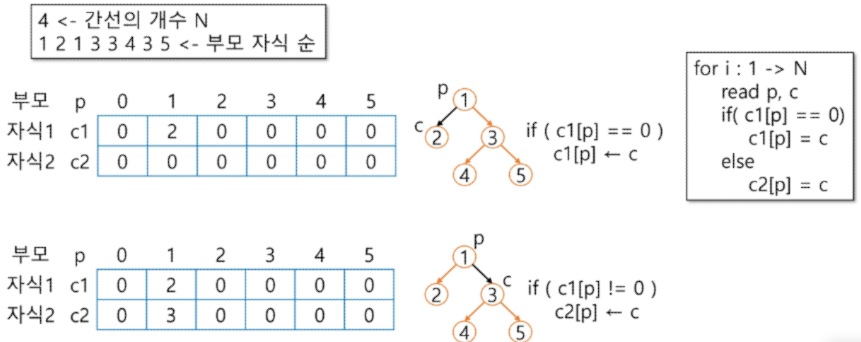 4 <- 간선의 개수 N
1 2 1 3 3 4 3 5 <- 부모 자식 순
부모 p 0 1 2 3 4 5
자식1 c1 0 2 0 0 0 0
자식2 c2 0 0 0 0 0 0
p
1
c
2 3
4 5
if ( c1[p] == 0 )
c1[p] ← c
for i : 1 -> N
read p, c
if( c1[p] == 0)
c1[p] = c
else
c2[p] = c
부모 p 0 1 2 3 4 5
자식1 c1 0 2 0 0 0 0
자식2 c2 0 3 0 0 0 0
p
1
c
2 3
4 5
if ( c1[p] != 0 )
c2[p] ← c